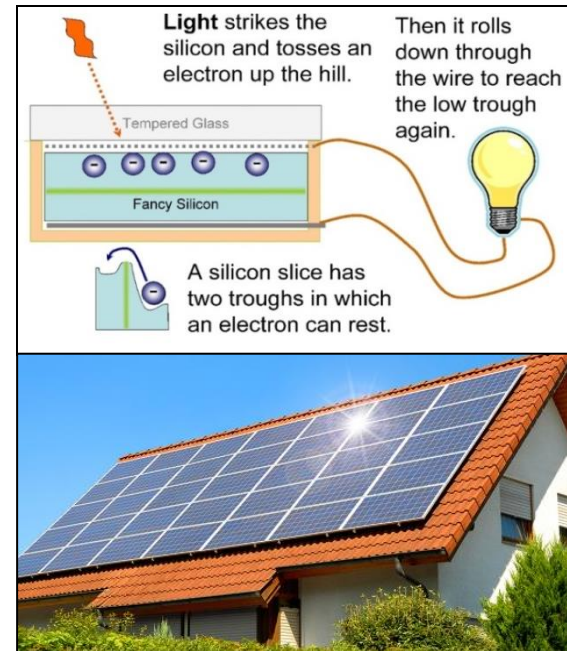 Light strikes the
silicon and tosses an
electron up the hill.
Then it rolls
down through
the wire to reach
the low trough
again.
Tempered Glass
Fancy Silicon
A silicon slice has
two troughs in which
an electron can rest.